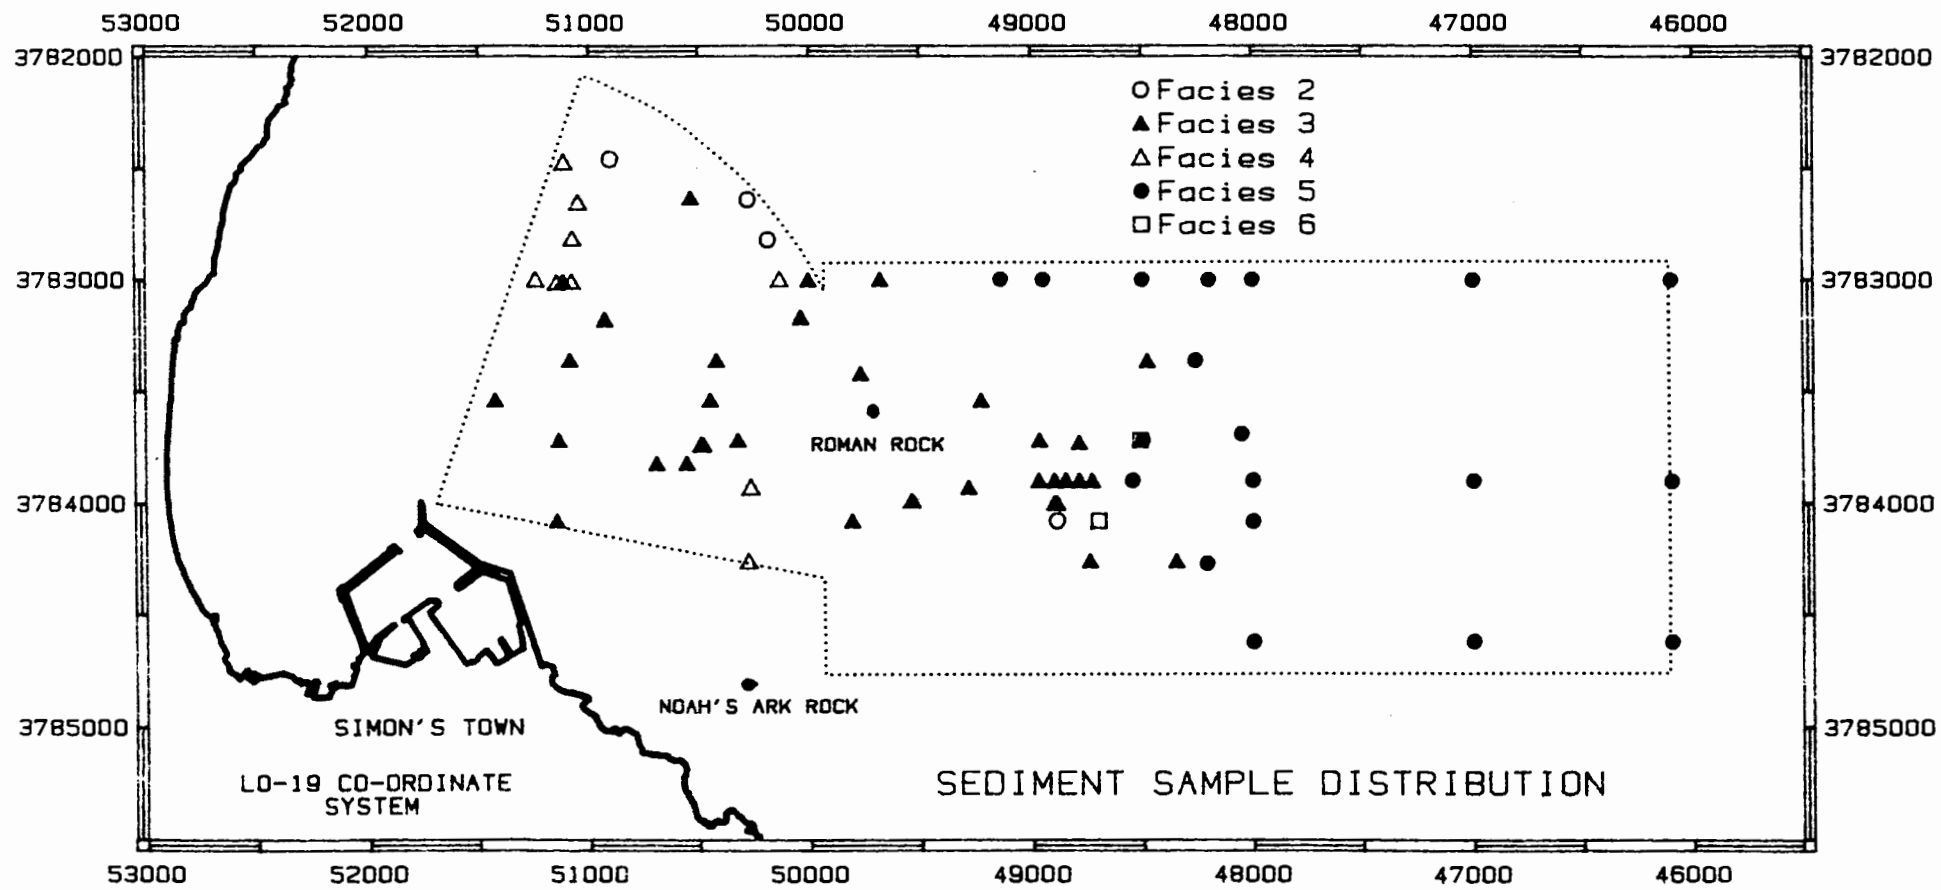 53000 52000 51000 50000 49000 48000 47000 46000
3782000 3782000
Facies 2
Facies 3
Facies 4
Facies 5
Facies 6
3783000 3783000
ROMAN ROCK
3784000 3784000
NOAH'S ARK ROCK
3785000 SIMON'S TOWN 3785000
LO-19 CO-ORDINATE
SYSTEM
SEDIMENT SAMPLE DISTRIBUTION
53000 52000 51000 50000 49000 48000 47000 46000